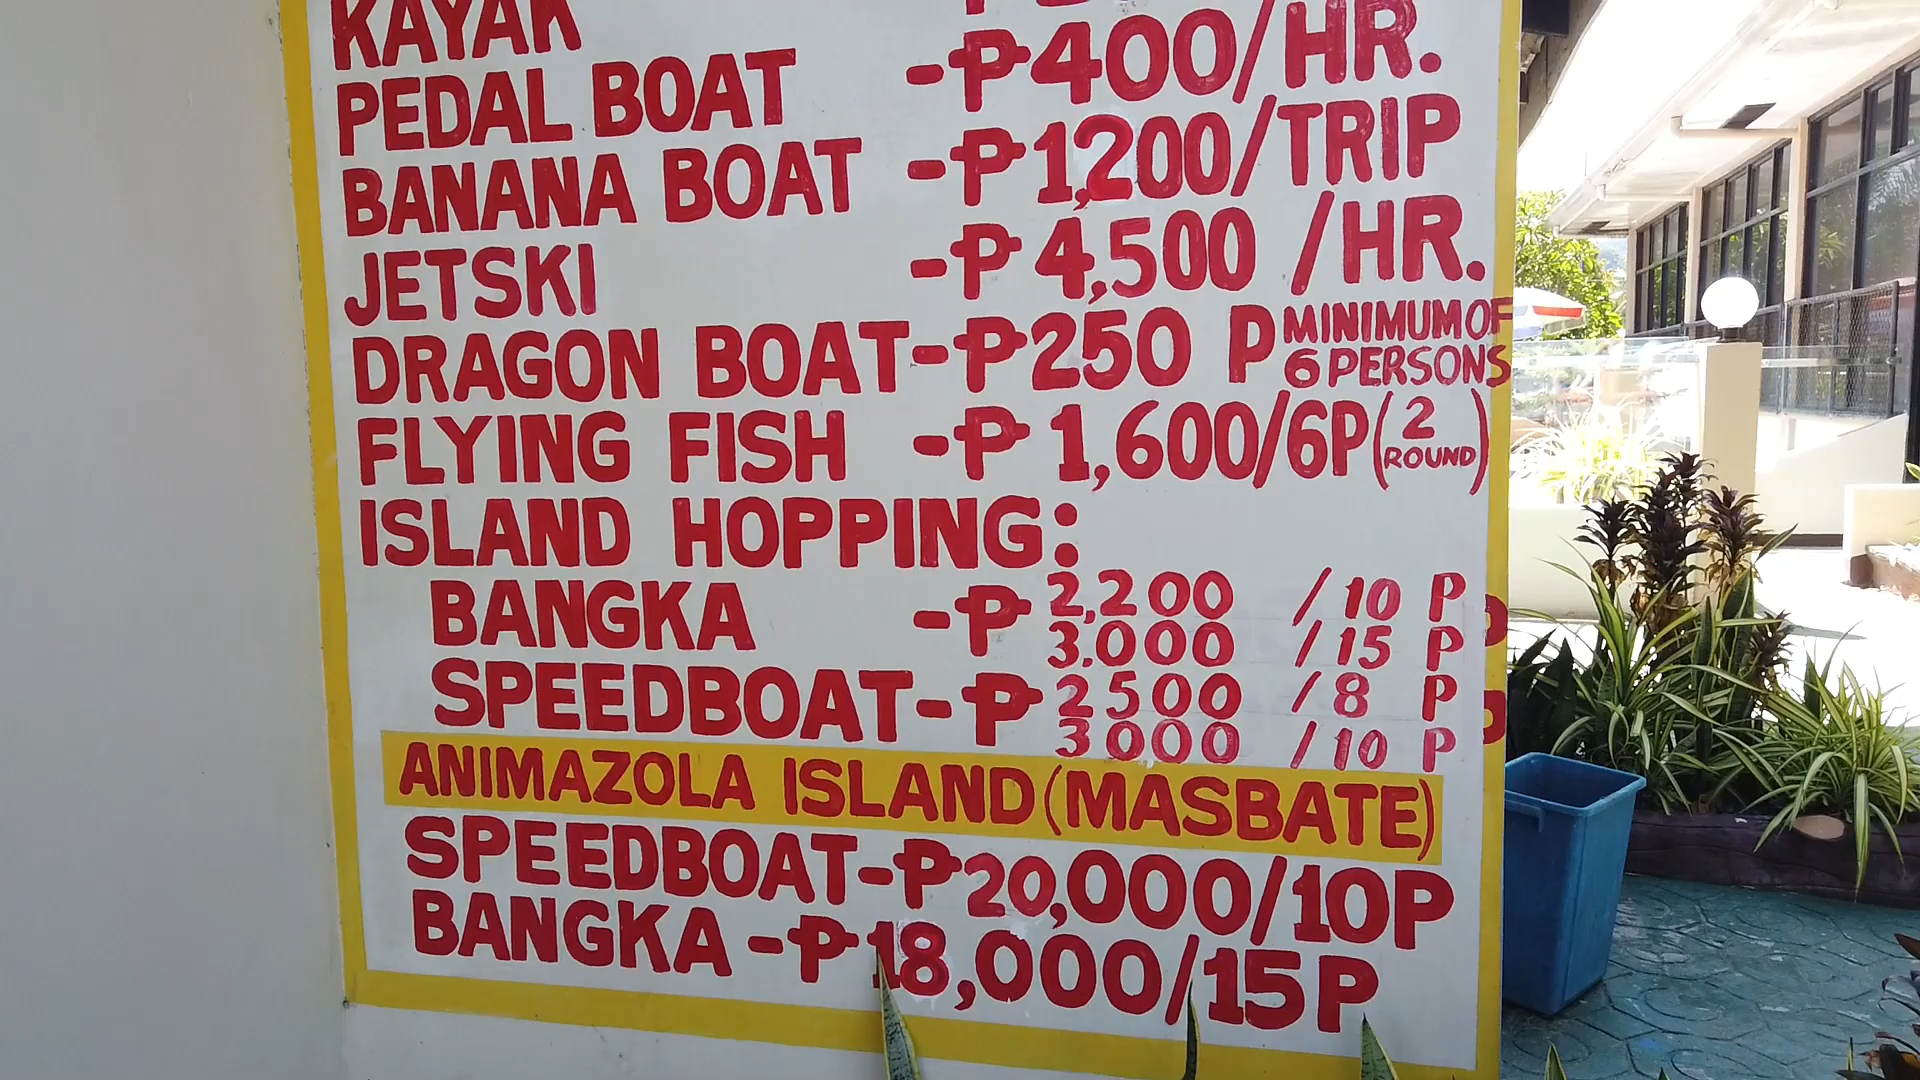 KAYAK
PEDAL BOAT -₱400/HR.
BANANA BOAT -₱1,200/TRIP
JETSKI -₱4,500 /HR.
DRAGON BOAT-₱250 P MINIMUM OF
6 PERSONS
FLYING FISH -₱1,600/6P (2
ROUND)
ISLAND HOPPING:
BANGKA -₱ 2,200 / 10 P
3,000 / 15 P
SPEEDBOAT-₱ 2500 / 8 P
3000 / 10 P
ANIMAZOLA ISLAND (MASBATE)
SPEEDBOAT-₱20,000/10P
BANGKA -₱18,000/15P